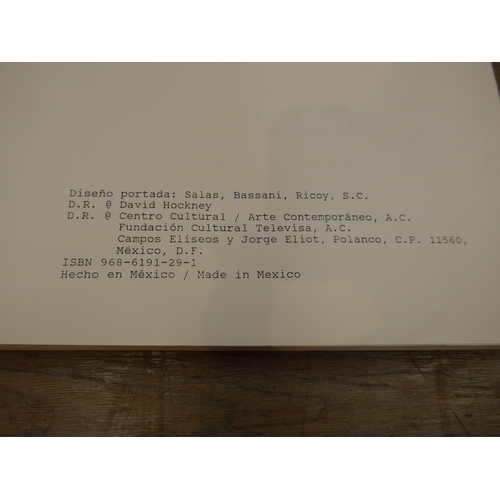 Diseño portada: Salas, Bassani, Ricoy, S.C.
D.R. @ David Hockney
D.R. @ Centro Cultural / Arte Contemporáneo, A.C.
Fundación Cultural Televisa, A.C.
Campos Elíseos y Jorge Eliot, Polanco, C.P. 11560,
México, D.F.
ISBN 968-6191-29-1
Hecho en México / Made in Mexico